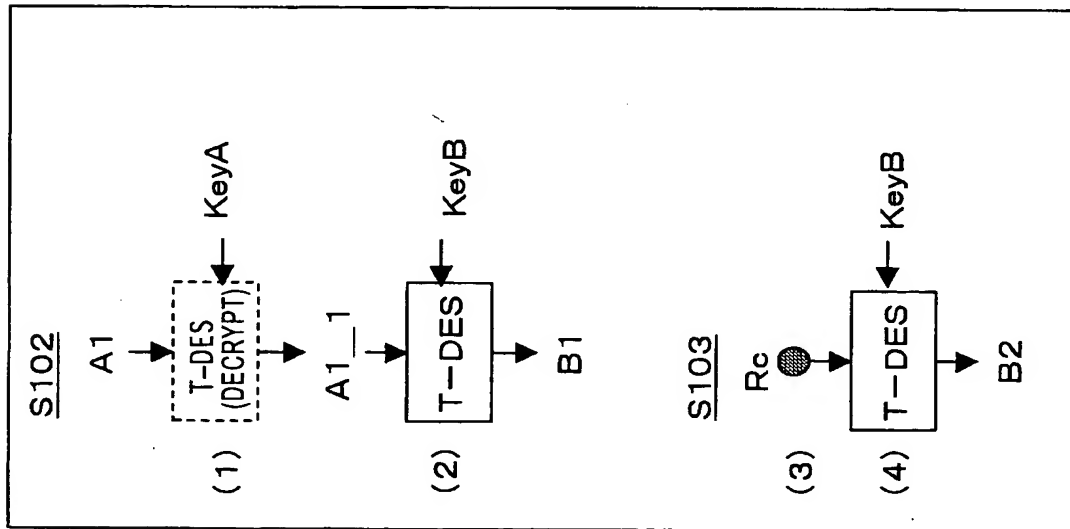 S102
A1
(1)
T-DES
(DECRYPT)
KeyA
A1_1
(2)
T-DES
KeyB
B1
S103
Rc
(3)
(4)
T-DES
KeyB
B2